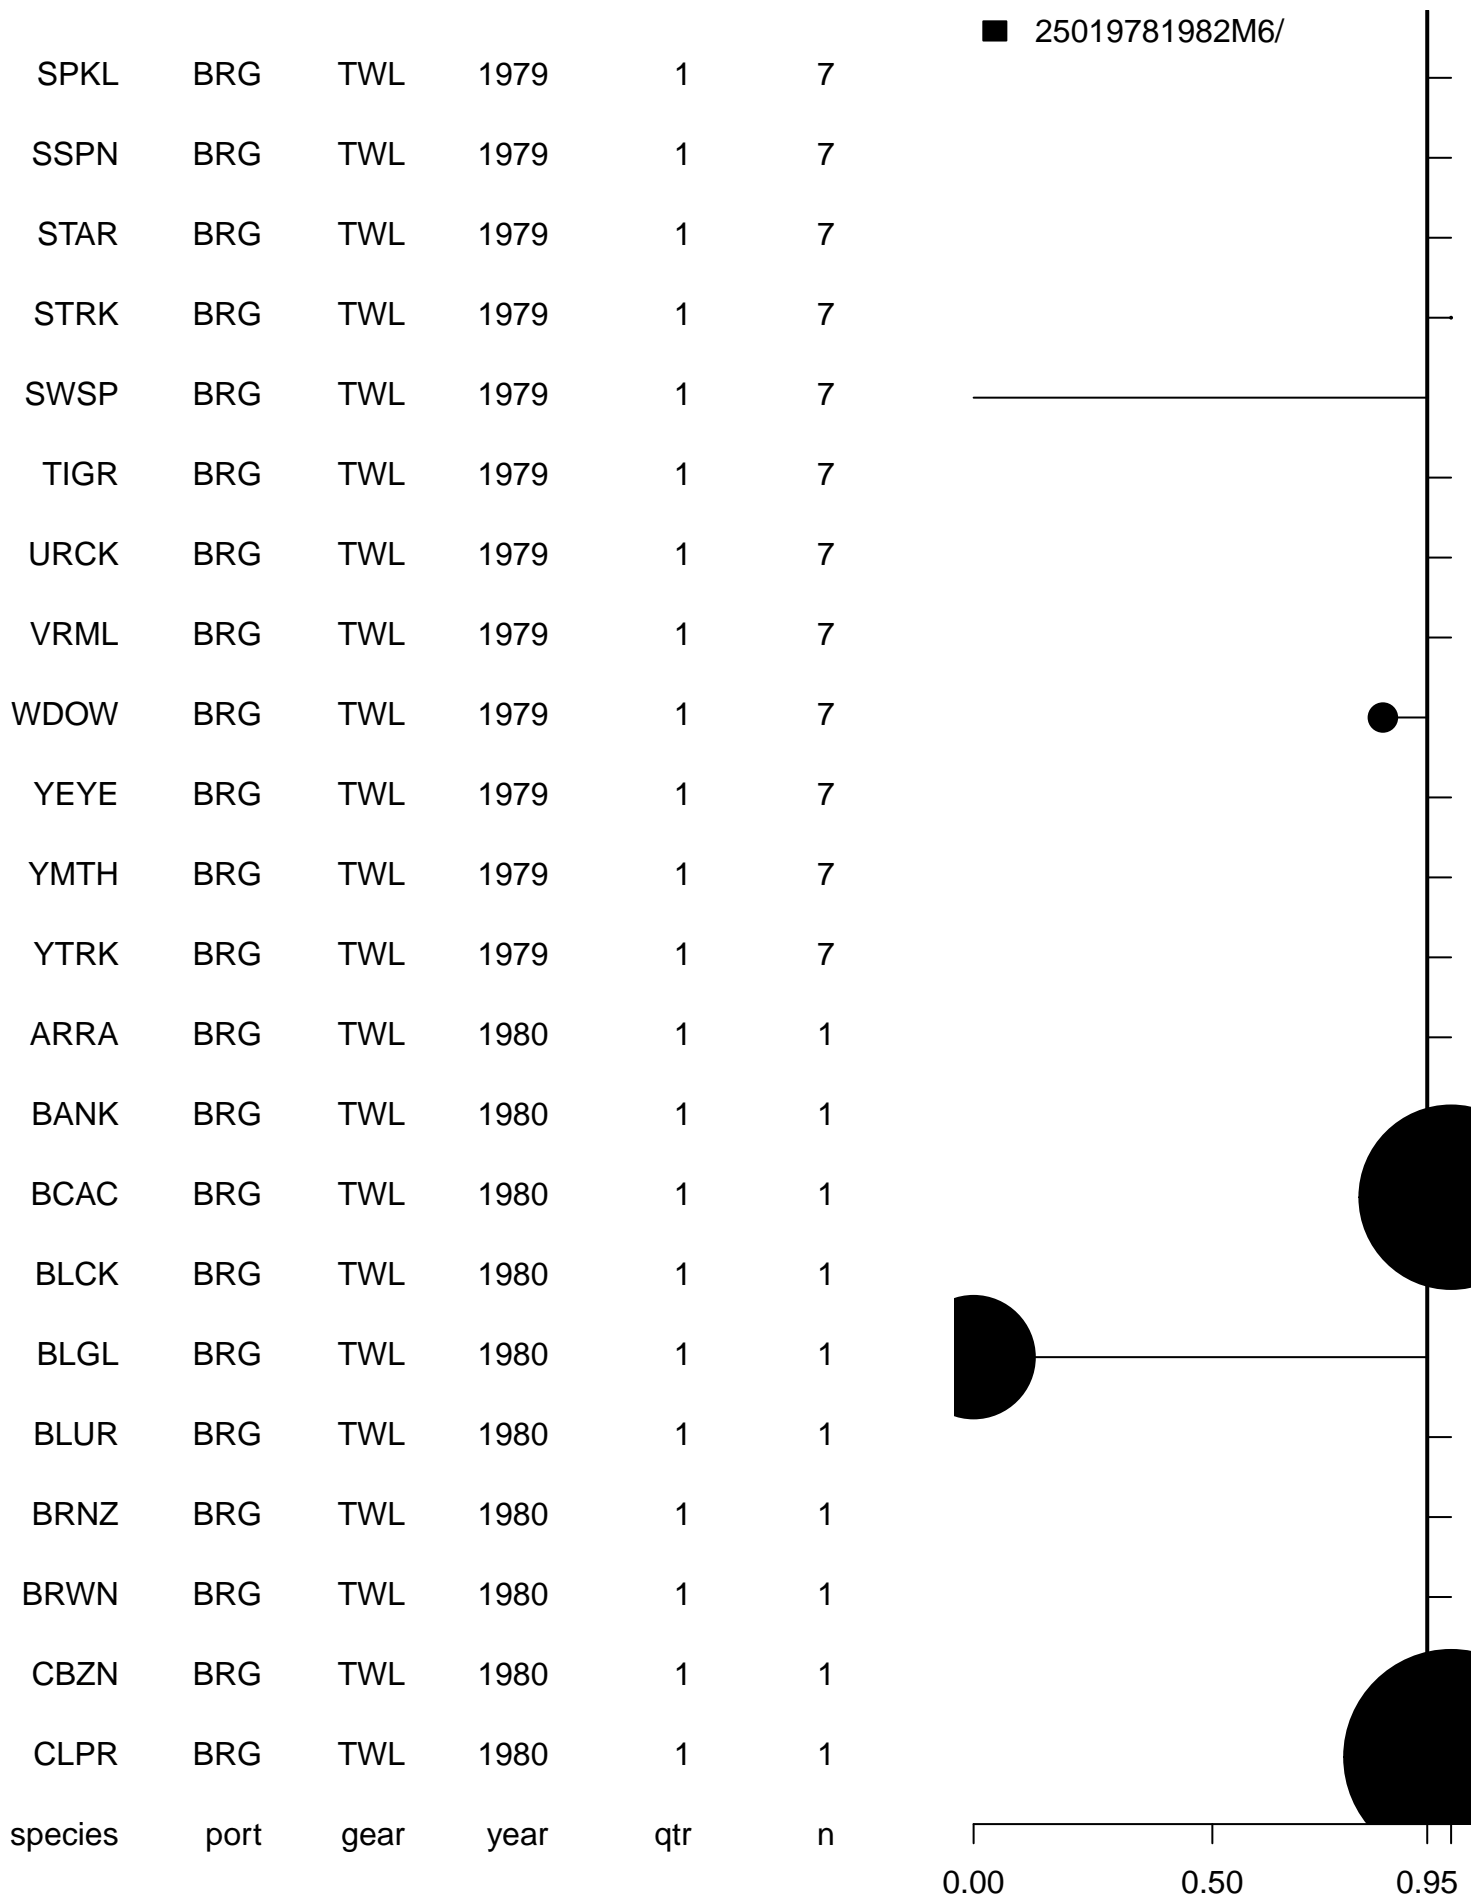 25019781982M6/
SPKL BRG TWL 1979 1 7
SSPN BRG TWL 1979 1 7
STAR BRG TWL 1979 1 7
STRK BRG TWL 1979 1 7
SWSP BRG TWL 1979 1 7
TIGR BRG TWL 1979 1 7
URCK BRG TWL 1979 1 7
VRML BRG TWL 1979 1 7
WDOW BRG TWL 1979 1 7
YEYE BRG TWL 1979 1 7
YMTH BRG TWL 1979 1 7
YTRK BRG TWL 1979 1 7
ARRA BRG TWL 1980 1 1
BANK BRG TWL 1980 1 1
BCAC BRG TWL 1980 1 1
BLCK BRG TWL 1980 1 1
BLGL BRG TWL 1980 1 1
BLUR BRG TWL 1980 1 1
BRNZ BRG TWL 1980 1 1
BRWN BRG TWL 1980 1 1
CBZN BRG TWL 1980 1 1
CLPR BRG TWL 1980 1 1
species port gear year qtr n
0.00 0.50 0.95